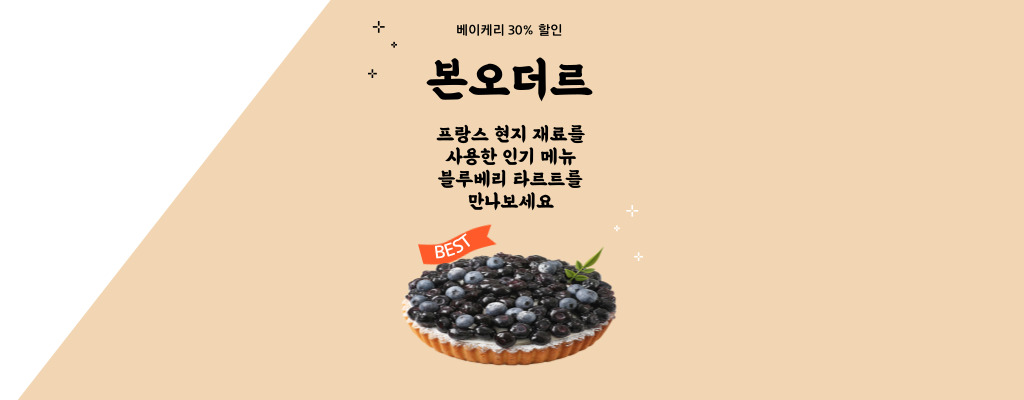 베이케리 30% 할인
본오더르
프랑스 현지 재료를
사용한 인기 메뉴
블루베리 타르트를
만나보세요
BEST